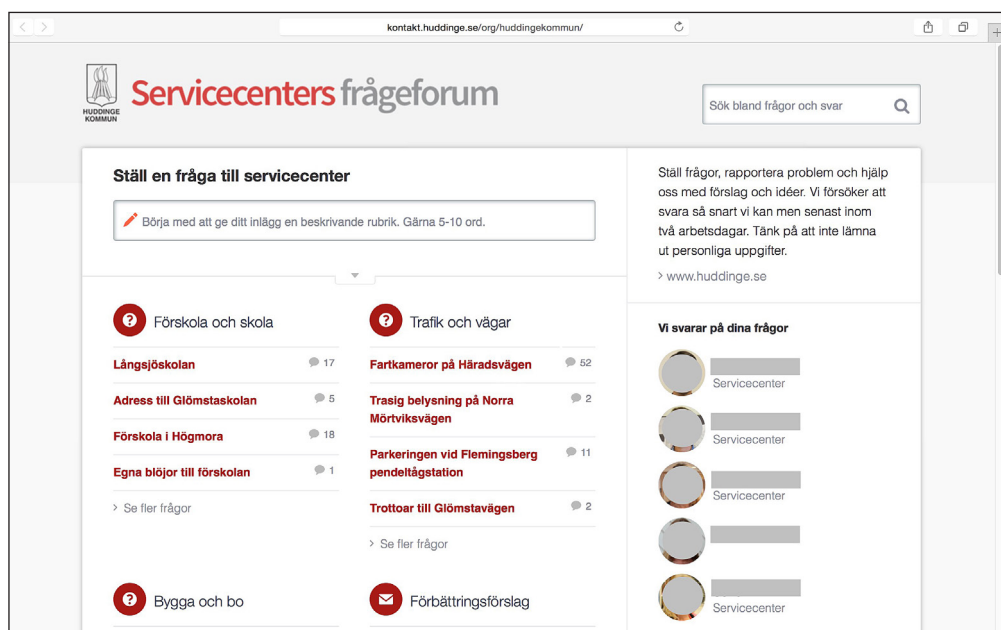 kontakt.huddinge.se/org/huddingekommun/
HUDDINGE
KOMMUN
Servicecenters frågeforum
Sök bland frågor och svar
Ställ en fråga till servicecenter
Börja med att ge ditt inlägg en beskrivande rubrik. Gärna 5-10 ord.
Förskola och skola
Långsjöskolan 17
Adress till Glömstaskolan 5
Förskola i Högmora 18
Egna blöjor till förskolan 1
> Se fler frågor
Trafik och vägar
Fartkameror på Häradsvägen 52
Trasig belysning på Norra 2
Mörtviksvägen
Parkeringen vid Flemingsberg 11
pendeltågstation
Trottoar till Glömstavägen 2
> Se fler frågor
Bygga och bo
Förbättringsförslag
Ställ frågor, rapportera problem och hjälp
oss med förslag och idéer. Vi försöker att
svara så snart vi kan men senast inom
två arbetsdagar. Tänk på att inte lämna
ut personliga uppgifter.
> www.huddinge.se
Vi svarar på dina frågor
Servicecenter
Servicecenter
Servicecenter
Servicecenter